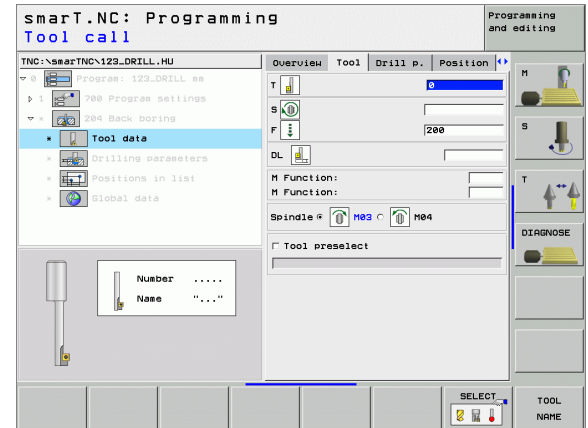 smarT.NC: Programming
Tool call
Programming
and editing
TNC:\smarTNC\123_DRILL.HU
0 Program: 123_DRILL mm
1 700 Program settings
* 204 Back boring
* Tool data
* Drilling parameters
* Positions in list
* Global data
Overview Tool Drill p. Position
T 0
S
F 200
DL
M Function:
M Function:
Spindle M03 M04
Tool preselect
Number .....
Name "..."
M
S
T
DIAGNOSE
SELECT
TOOL
NAME